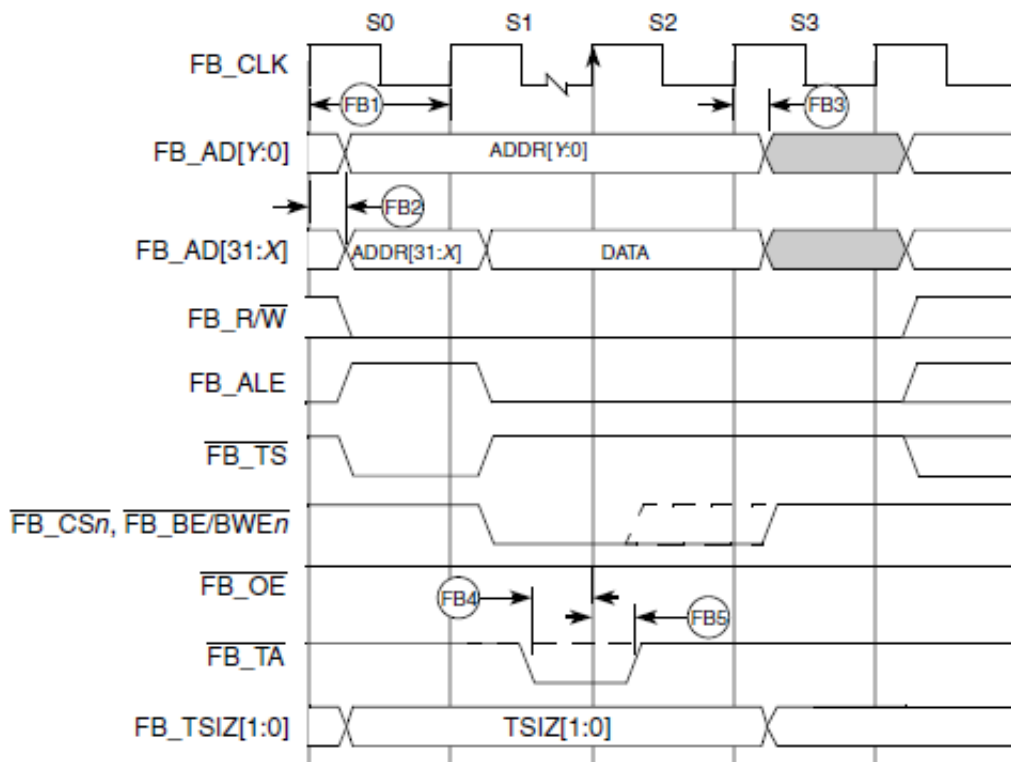 S0 S1 S2 S3
FB_CLK
FB1 FB3
FB_AD[Y:0] ADDR[Y:0]
FB2
FB_AD[31:X] ADDR[31:X] DATA
FB_R/W
FB_ALE
FB_TS
FB_CSn, FB_BE/BWEn
FB_OE
FB4 FB5
FB_TA
FB_TSIZ[1:0] TSIZ[1:0]